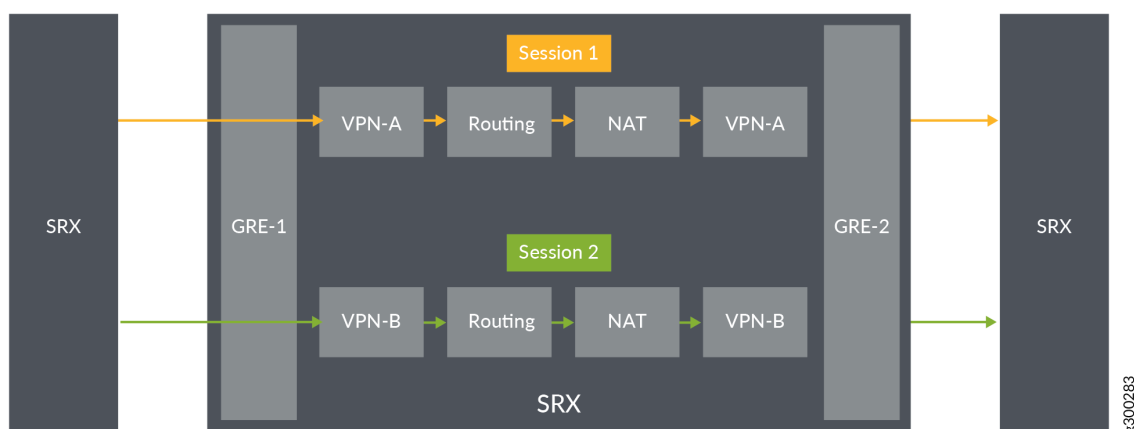 Session 1
VPN-A
Routing
NAT
VPN-A
SRX
GRE-1
GRE-2
SRX
Session 2
VPN-B
Routing
NAT
VPN-B
SRX
g300283